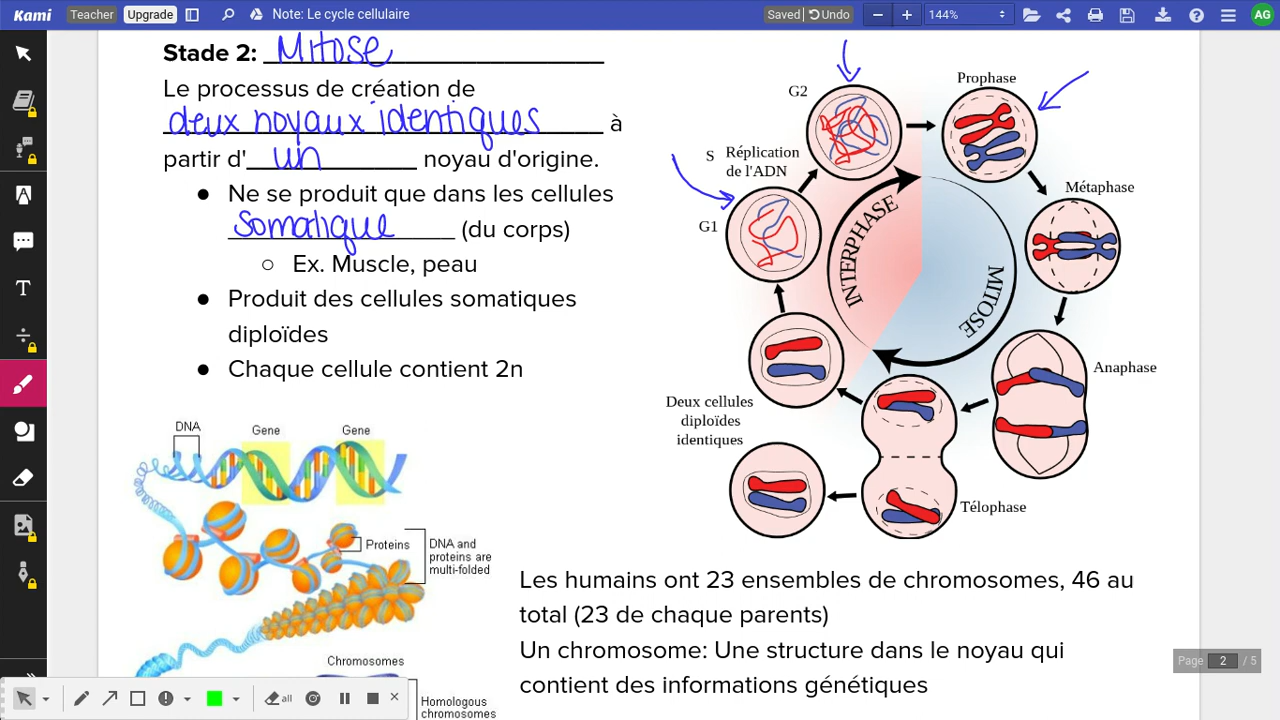 Kami
Teacher
Upgrade
Note: Le cycle cellulaire
Saved
Undo
144%
AG
Stade 2: Mitose
Le processus de création de
deux noyaux identiques à
partir d'un noyau d'origine.
● Ne se produit que dans les cellules
somatique (du corps)
○ Ex. Muscle, peau
● Produit des cellules somatiques
diploïdes
● Chaque cellule contient 2n
G2
Prophase
S Réplication
de l'ADN
Métaphase
G1
INTERPHASE
MITOSE
Anaphase
Deux cellules
diploïdes
identiques
Télophase
DNA
Gene
Gene
Proteins
DNA and
proteins are
multi-folded
Chromosomes
Homologous
chromosomes
Les humains ont 23 ensembles de chromosomes, 46 au
total (23 de chaque parents)
Un chromosome: Une structure dans le noyau qui
contient des informations génétiques
Page 2 / 5
all